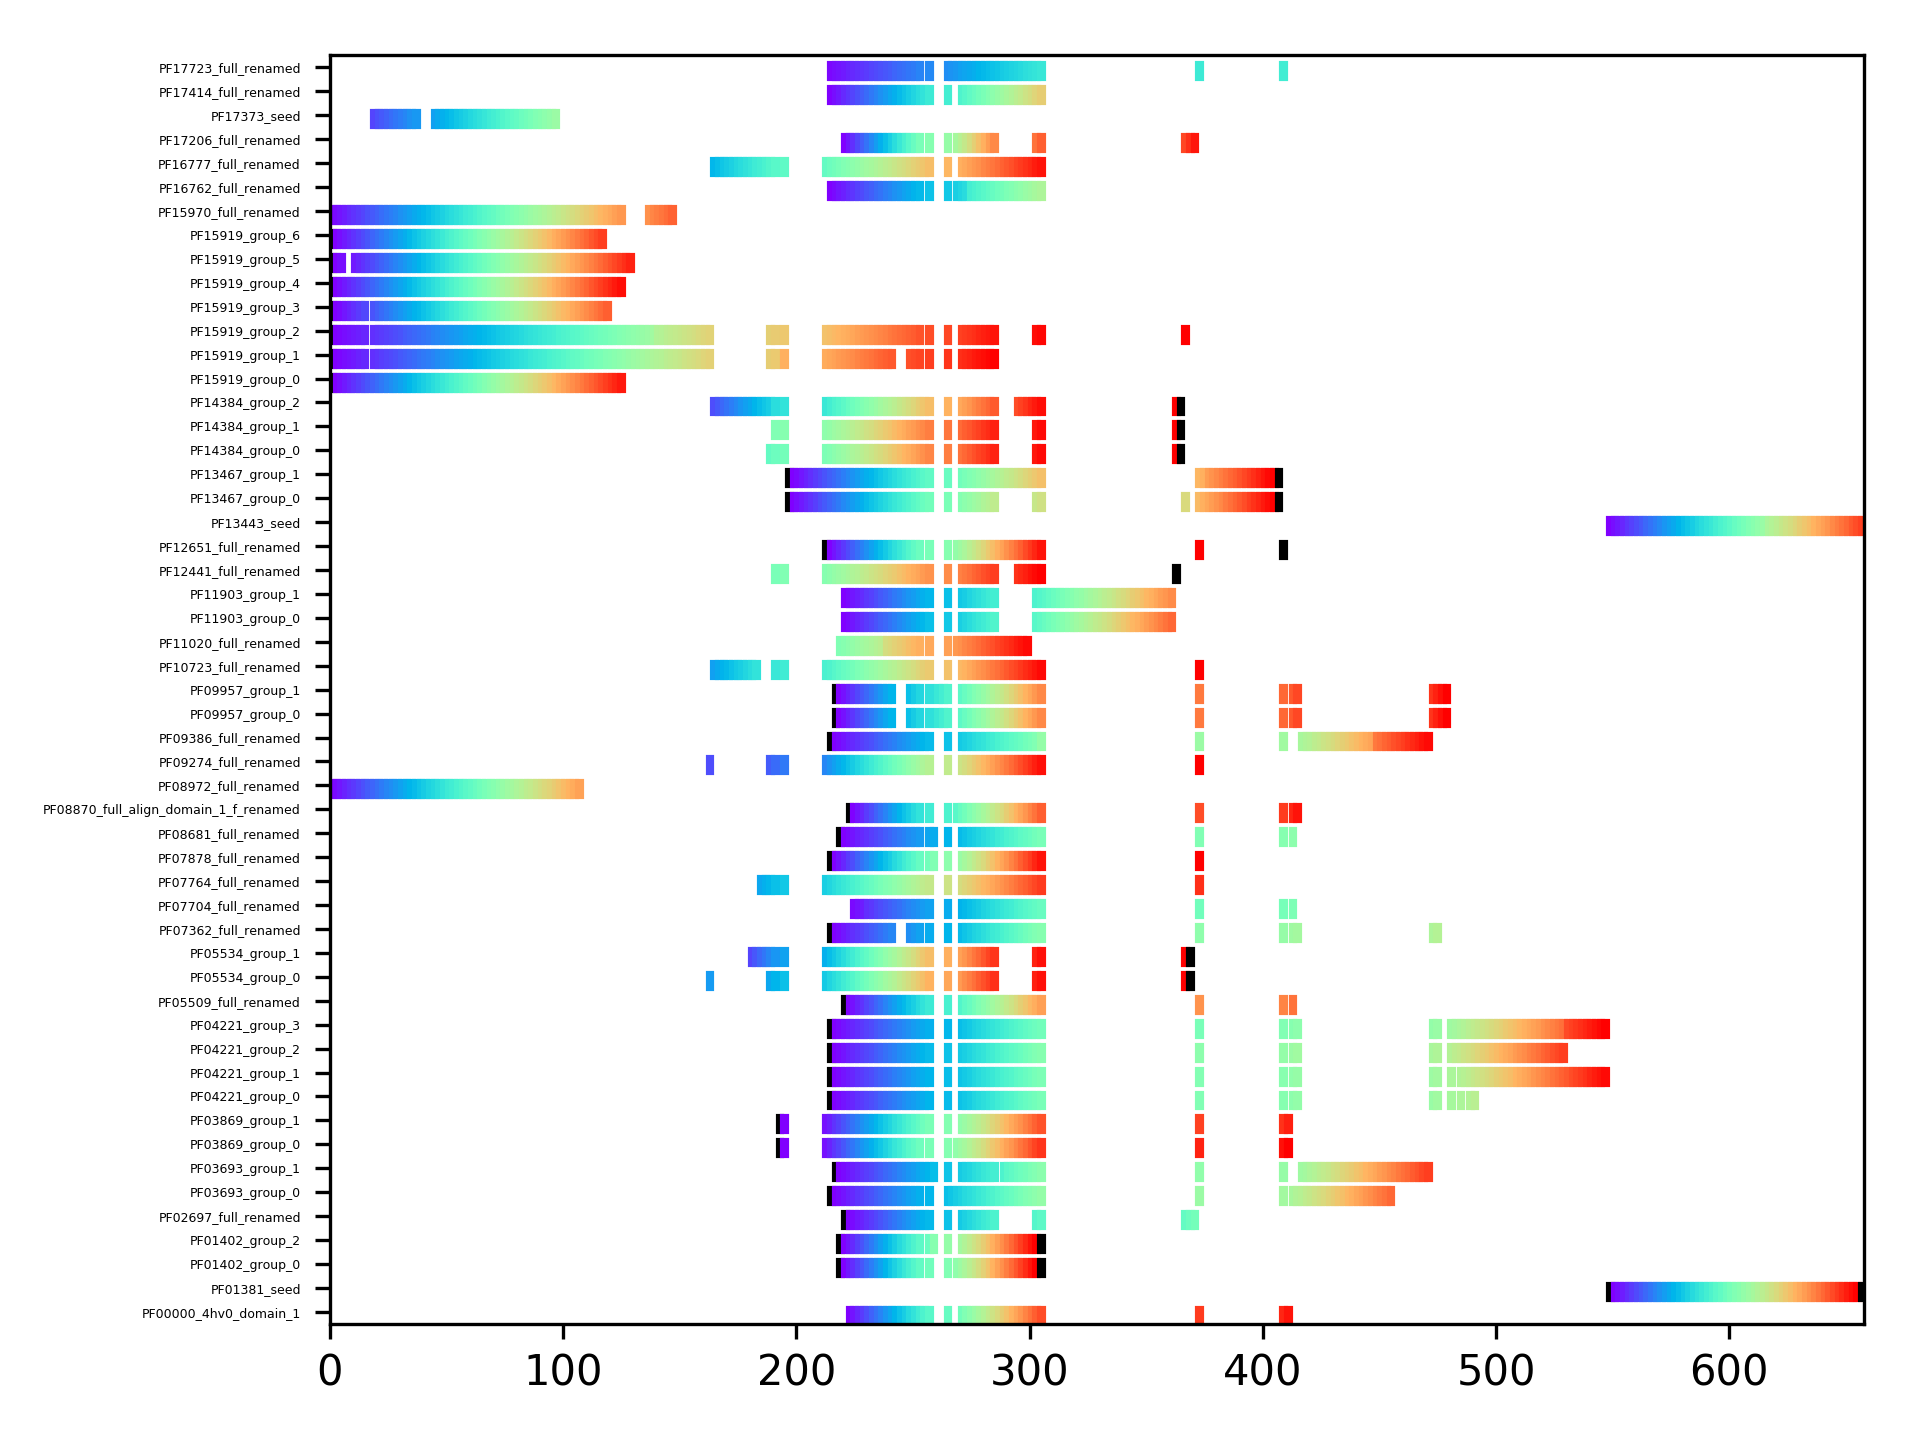 PF17723_full_renamed
PF17414_full_renamed
PF17373_seed
PF17206_full_renamed
PF16777_full_renamed
PF16762_full_renamed
PF15970_full_renamed
PF15919_group_6
PF15919_group_5
PF15919_group_4
PF15919_group_3
PF15919_group_2
PF15919_group_1
PF15919_group_0
PF14384_group_2
PF14384_group_1
PF14384_group_0
PF13467_group_1
PF13467_group_0
PF13443_seed
PF12651_full_renamed
PF12441_full_renamed
PF11903_group_1
PF11903_group_0
PF11020_full_renamed
PF10723_full_renamed
PF09957_group_1
PF09957_group_0
PF09386_full_renamed
PF09274_full_renamed
PF08972_full_renamed
PF08870_full_align_domain_1_f_renamed
PF08681_full_renamed
PF07878_full_renamed
PF07764_full_renamed
PF07704_full_renamed
PF07362_full_renamed
PF05534_group_1
PF05534_group_0
PF05509_full_renamed
PF04221_group_3
PF04221_group_2
PF04221_group_1
PF04221_group_0
PF03869_group_1
PF03869_group_0
PF03693_group_1
PF03693_group_0
PF02697_full_renamed
PF01402_group_2
PF01402_group_0
PF01381_seed
PF00000_4hv0_domain_1
0 100 200 300 400 500 600